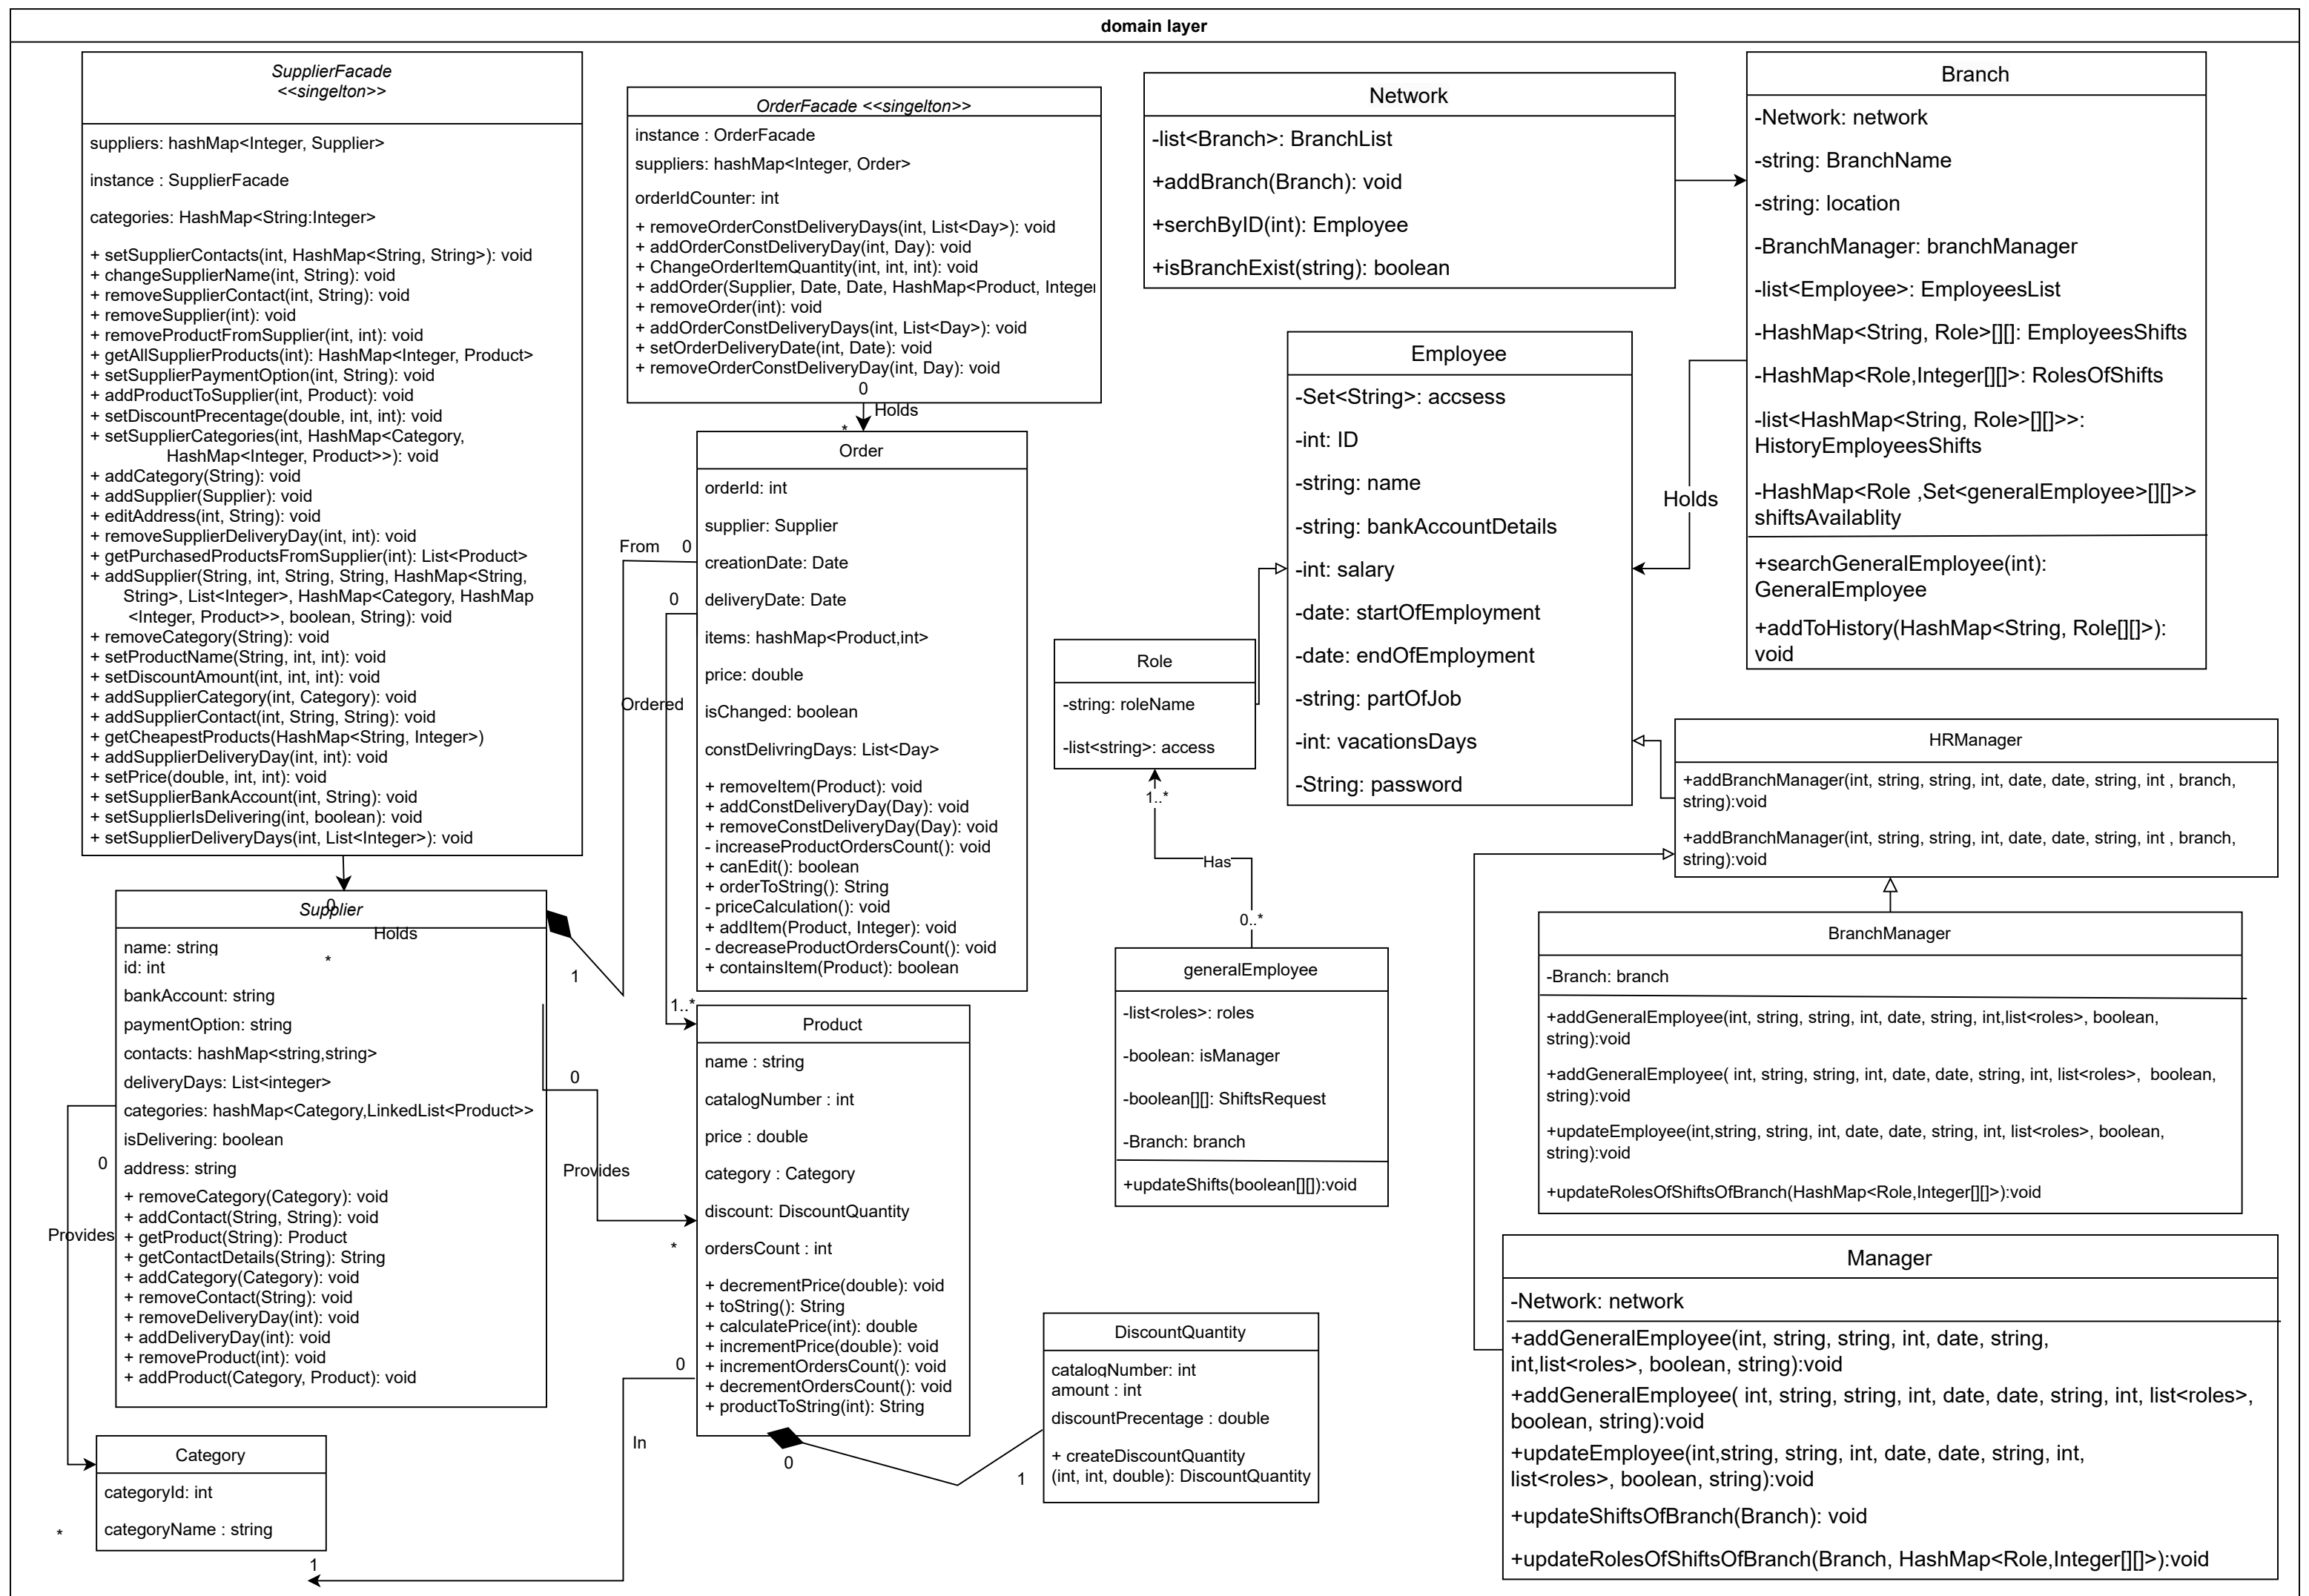 domain layer
SupplierFacade
<<singelton>>
suppliers: hashMap<Integer, Supplier>
instance : SupplierFacade
categories: HashMap<String:Integer>
+ setSupplierContacts(int, HashMap<String, String>): void
+ changeSupplierName(int, String): void
+ removeSupplierContact(int, String): void
+ removeSupplier(int): void
+ removeProductFromSupplier(int, int): void
+ getAllSupplierProducts(int): HashMap<Integer, Product>
+ setSupplierPaymentOption(int, String): void
+ addProductToSupplier(int, Product): void
+ setDiscountPrecentage(double, int, int): void
+ setSupplierCategories(int, HashMap<Category,
HashMap<Integer, Product>>): void
+ addCategory(String): void
+ addSupplier(Supplier): void
+ editAddress(int, String): void
+ removeSupplierDeliveryDay(int, int): void
+ getPurchasedProductsFromSupplier(int): List<Product>
+ addSupplier(String, int, String, String, HashMap<String,
String>, List<Integer>, HashMap<Category, HashMap
<Integer, Product>>, boolean, String): void
+ removeCategory(String): void
+ setProductName(String, int, int): void
+ setDiscountAmount(int, int, int): void
+ addSupplierCategory(int, Category): void
+ addSupplierContact(int, String, String): void
+ getCheapestProducts(HashMap<String, Integer>)
+ addSupplierDeliveryDay(int, int): void
+ setPrice(double, int, int): void
+ setSupplierBankAccount(int, String): void
+ setSupplierIsDelivering(int, boolean): void
+ setSupplierDeliveryDays(int, List<Integer>): void
0
Holds
*
Supplier
name: string
id: int
bankAccount: string
paymentOption: string
contacts: hashMap<string,string>
deliveryDays: List<integer>
categories: hashMap<Category,LinkedList<Product>>
isDelivering: boolean
address: string
+ removeCategory(Category): void
+ addContact(String, String): void
+ getProduct(String): Product
+ getContactDetails(String): String
+ addCategory(Category): void
+ removeContact(String): void
+ removeDeliveryDay(int): void
+ addDeliveryDay(int): void
+ removeProduct(int): void
+ addProduct(Category, Product): void
0
Provides
*
Category
categoryId: int
categoryName : string
1
OrderFacade <<singelton>>
instance : OrderFacade
suppliers: hashMap<Integer, Order>
orderIdCounter: int
+ removeOrderConstDeliveryDays(int, List<Day>): void
+ addOrderConstDeliveryDay(int, Day): void
+ ChangeOrderItemQuantity(int, int, int): void
+ addOrder(Supplier, Date, Date, HashMap<Product, Integer
+ removeOrder(int): void
+ addOrderConstDeliveryDays(int, List<Day>): void
+ setOrderDeliveryDate(int, Date): void
+ removeOrderConstDeliveryDay(int, Day): void
0
Holds
*
Order
orderId: int
supplier: Supplier
creationDate: Date
deliveryDate: Date
items: hashMap<Product,int>
price: double
isChanged: boolean
constDelivringDays: List<Day>
+ removeItem(Product): void
+ addConstDeliveryDay(Day): void
+ removeConstDeliveryDay(Day): void
- increaseProductOrdersCount(): void
+ canEdit(): boolean
+ orderToString(): String
- priceCalculation(): void
+ addItem(Product, Integer): void
- decreaseProductOrdersCount(): void
+ containsItem(Product): boolean
From
0
0
Ordered
1
1..*
0
Provides
*
Product
name : string
catalogNumber : int
price : double
category : Category
discount: DiscountQuantity
ordersCount : int
+ decrementPrice(double): void
+ toString(): String
+ calculatePrice(int): double
+ incrementPrice(double): void
+ incrementOrdersCount(): void
+ decrementOrdersCount(): void
+ productToString(int): String
0
In
0
1
DiscountQuantity
catalogNumber: int
amount : int
discountPrecentage : double
+ createDiscountQuantity
(int, int, double): DiscountQuantity
Network
-list<Branch>: BranchList
+addBranch(Branch): void
+serchByID(int): Employee
+isBranchExist(string): boolean
Branch
-Network: network
-string: BranchName
-string: location
-BranchManager: branchManager
-list<Employee>: EmployeesList
-HashMap<String, Role>[][]: EmployeesShifts
-HashMap<Role,Integer[][]>: RolesOfShifts
-list<HashMap<String, Role>[][]>>:
HistoryEmployeesShifts
-HashMap<Role ,Set<generalEmployee>[][]>>
shiftsAvailablity
+searchGeneralEmployee(int):
GeneralEmployee
+addToHistory(HashMap<String, Role[][]>):
void
Holds
Employee
-Set<String>: accsess
-int: ID
-string: name
-string: bankAccountDetails
-int: salary
-date: startOfEmployment
-date: endOfEmployment
-string: partOfJob
-int: vacationsDays
-String: password
Role
-string: roleName
-list<string>: access
1..*
Has
0..*
generalEmployee
-list<roles>: roles
-boolean: isManager
-boolean[][]: ShiftsRequest
-Branch: branch
+updateShifts(boolean[][]):void
HRManager
+addBranchManager(int, string, string, int, date, date, string, int , branch,
string):void
+addBranchManager(int, string, string, int, date, date, string, int , branch,
string):void
BranchManager
-Branch: branch
+addGeneralEmployee(int, string, string, int, date, string, int,list<roles>, boolean,
string):void
+addGeneralEmployee( int, string, string, int, date, date, string, int, list<roles>, boolean,
string):void
+updateEmployee(int,string, string, int, date, date, string, int, list<roles>, boolean,
string):void
+updateRolesOfShiftsOfBranch(HashMap<Role,Integer[][]>):void
Manager
-Network: network
+addGeneralEmployee(int, string, string, int, date, string,
int,list<roles>, boolean, string):void
+addGeneralEmployee( int, string, string, int, date, date, string, int, list<roles>,
boolean, string):void
+updateEmployee(int,string, string, int, date, date, string, int,
list<roles>, boolean, string):void
+updateShiftsOfBranch(Branch): void
+updateRolesOfShiftsOfBranch(Branch, HashMap<Role,Integer[][]>):void